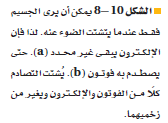 الشكل 10–8 يمكن أن يرى الجسيم
فقط عندما يتشتت الضوء عنه. لذا فإن
الإلكترون يبقى غير محدد (a). حتى
يصطدم به فوتون (b). يشتت التصادم
كلًا من الفوتون والإلكترون ويغير من
زخميهما.